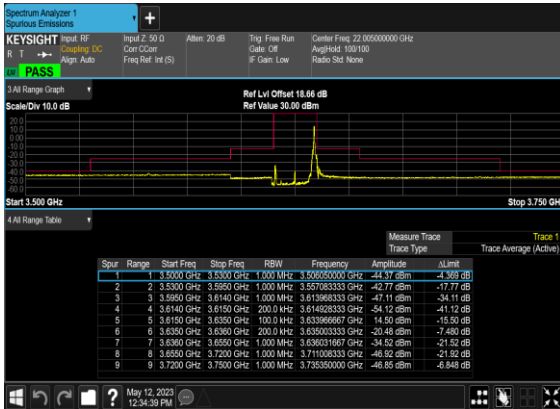 Spectrum Analyzer 1
Spurious Emissions
KEYSIGHT Input: RF Input Z: 50 Ω Atten: 20 dB Trig: Free Run Center Freq: 22.005000000 GHz
R T Coupling: DC Corr CCorr Gate: Off Avg|Hold: 100/100
Align: Auto Freq Ref: Int (S) IF Gain: Low Radio Std: None
PASS
3 All Range Graph Ref Lvl Offset 18.66 dB
Scale/Div 10.0 dB Ref Value 30.00 dBm
20.0
10.0
0.00
-10.0
-20.0
-30.0
-40.0
-50.0
-60.0
Start 3.500 GHz Stop 3.750 GH
4 All Range Table
Measure Trace Trace 1
Trace Type Trace Average (Active)
Spur Range Start Freq Stop Freq RBW Frequency Amplitude ΔLimit
1 1 3.5000 GHz 3.5300 GHz 1.000 MHz 3.506050000 GHz -44.37 dBm -4.369 dB
2 2 3.5300 GHz 3.5950 GHz 1.000 MHz 3.557083333 GHz -42.77 dBm -17.77 dB
3 3 3.5950 GHz 3.6140 GHz 1.000 MHz 3.613968333 GHz -47.11 dBm -34.11 dB
4 4 3.6140 GHz 3.6150 GHz 200.0 kHz 3.614928333 GHz -54.12 dBm -41.12 dB
5 5 3.6150 GHz 3.6350 GHz 100.0 kHz 3.633966667 GHz 14.50 dBm -15.50 dB
6 6 3.6350 GHz 3.6360 GHz 200.0 kHz 3.635003333 GHz -20.48 dBm -7.480 dB
7 7 3.6360 GHz 3.6550 GHz 1.000 MHz 3.636031667 GHz -34.52 dBm -21.52 dB
8 8 3.6550 GHz 3.7200 GHz 1.000 MHz 3.711008333 GHz -46.92 dBm -21.92 dB
9 9 3.7200 GHz 3.7500 GHz 1.000 MHz 3.735350000 GHz -46.85 dBm -6.848 dB
May 12, 2023
12:34:39 PM